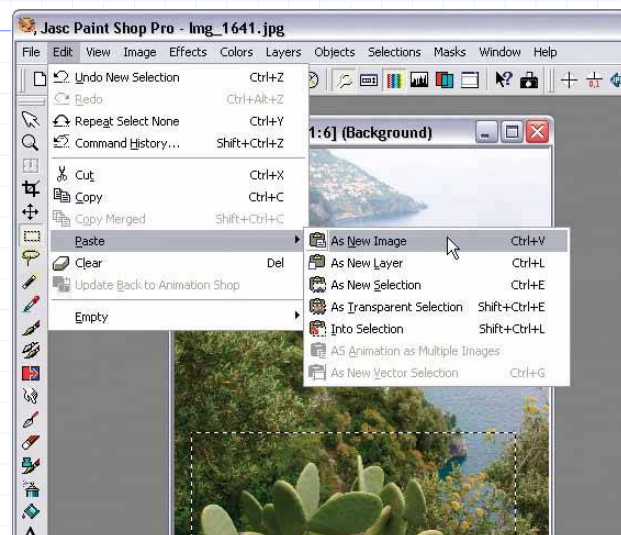 Jasc Paint Shop Pro - Img_1641.jpg
File Edit View Image Effects Colors Layers Objects Selections Masks Window Help
Undo New Selection Ctrl+Z
Redo Ctrl+Alt+Z
Repeat Select None Ctrl+Y
Command History... Shift+Ctrl+Z
1:6] (Background)
Cut Ctrl+X
Copy Ctrl+C
Copy Merged Shift+Ctrl+C
Paste
Clear Del
Update Back to Animation Shop
Empty
As New Image Ctrl+V
As New Layer Ctrl+L
As New Selection Ctrl+E
As Transparent Selection Shift+Ctrl+E
Into Selection Shift+Ctrl+L
AS Animation as Multiple Images
As New Vector Selection Ctrl+G